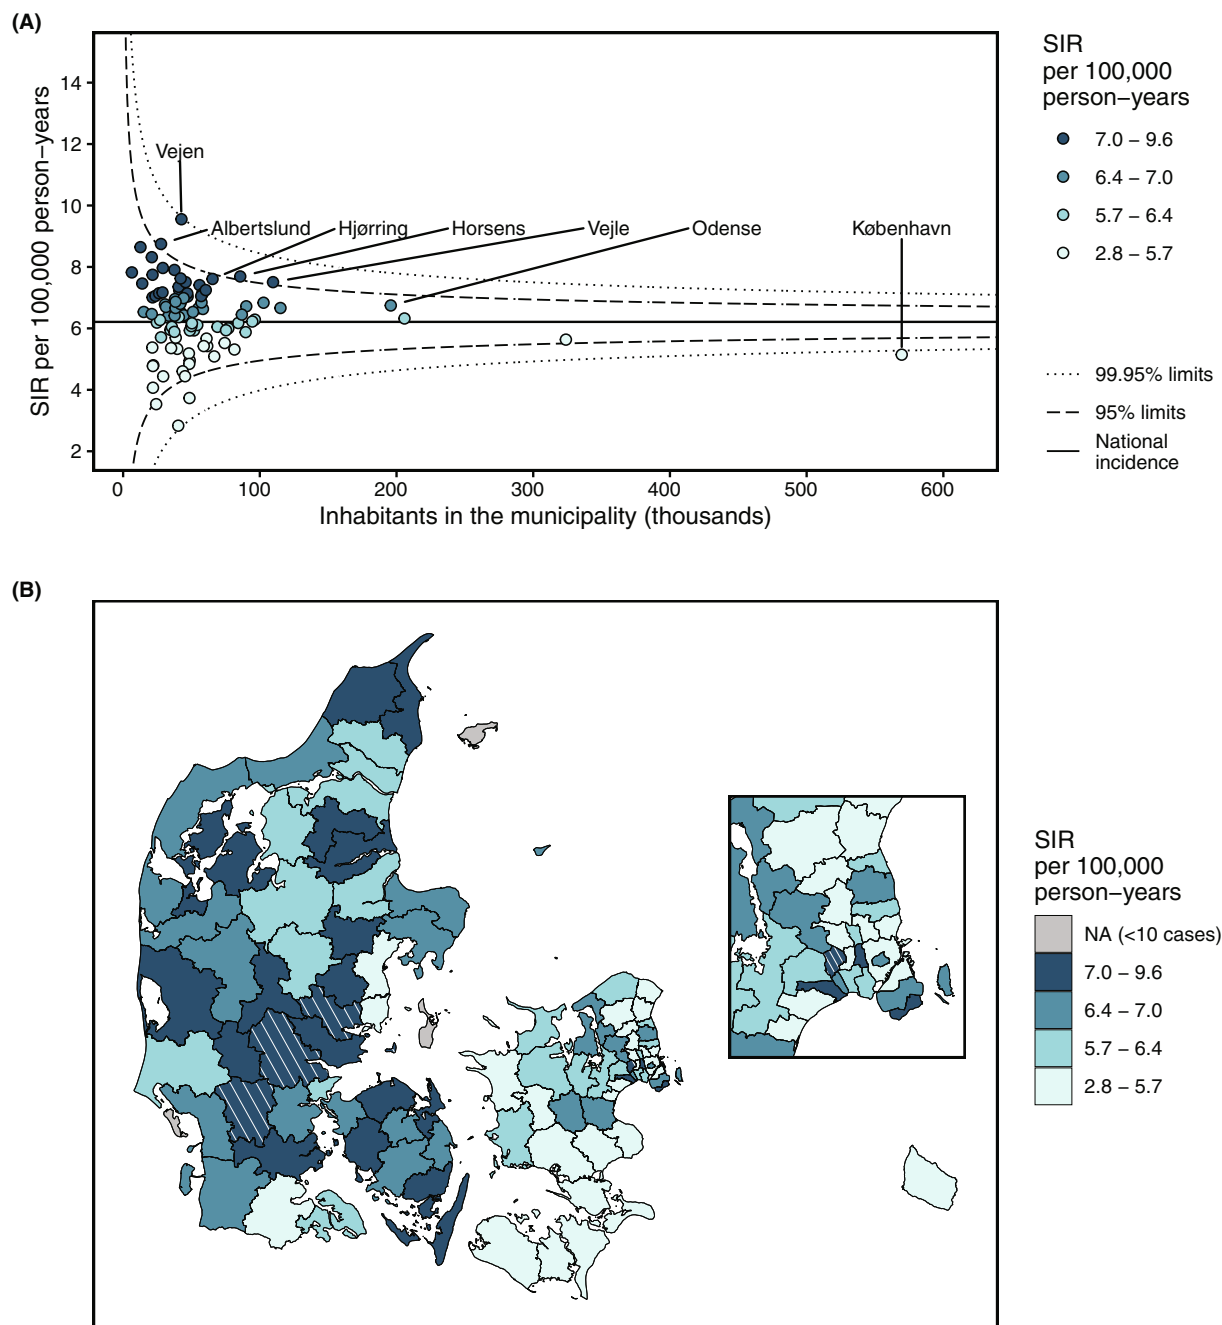 (A)
SIR per 100,000 person−years
14
12
10
8
6
4
2
Vejen
Albertslund
Hjørring
Horsens
Vejle
Odense
København
0
100
200
300
400
500
600
Inhabitants in the municipality (thousands)
SIR
per 100,000
person−years
7.0 − 9.6
6.4 − 7.0
5.7 − 6.4
2.8 − 5.7
99.95% limits
95% limits
National
incidence
(B)
SIR
per 100,000
person−years
NA (<10 cases)
7.0 − 9.6
6.4 − 7.0
5.7 − 6.4
2.8 − 5.7